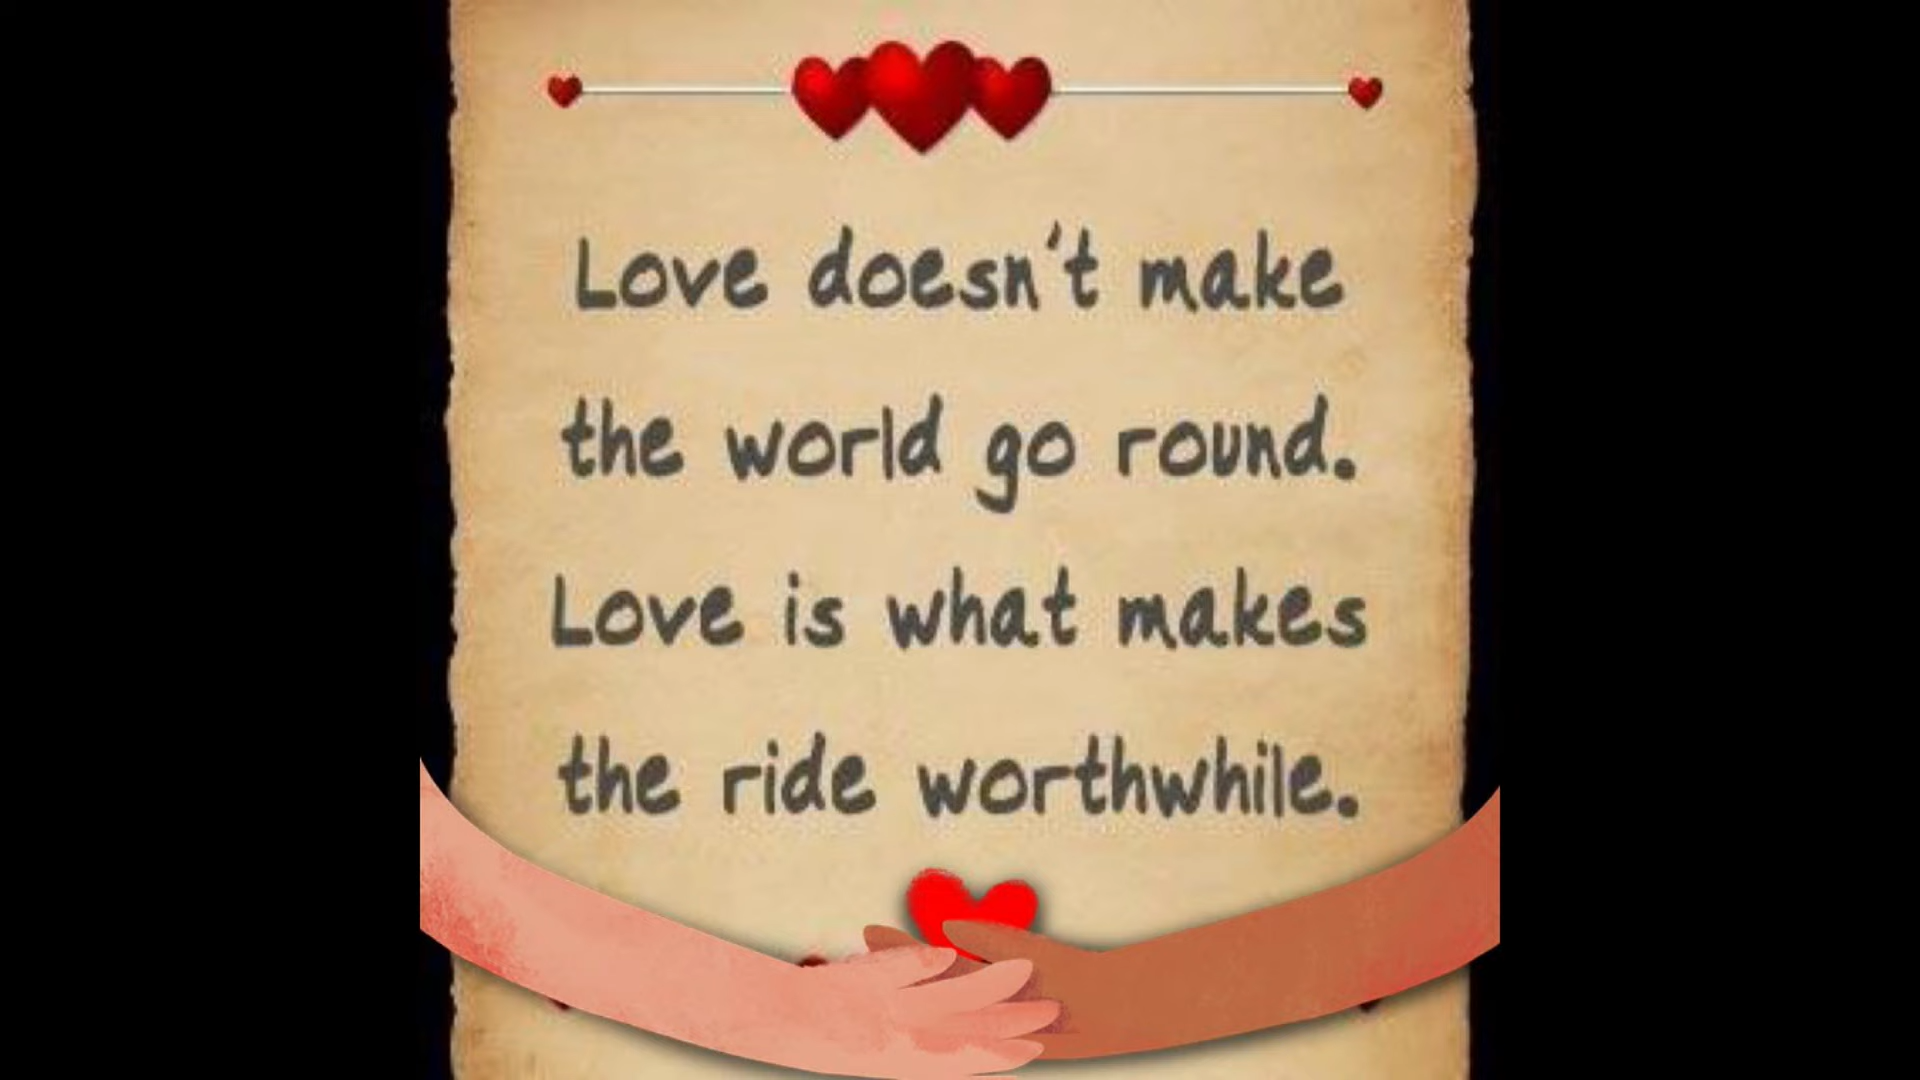 Love doesn't make
the world go round.
Love is what makes
the ride worthwhile.